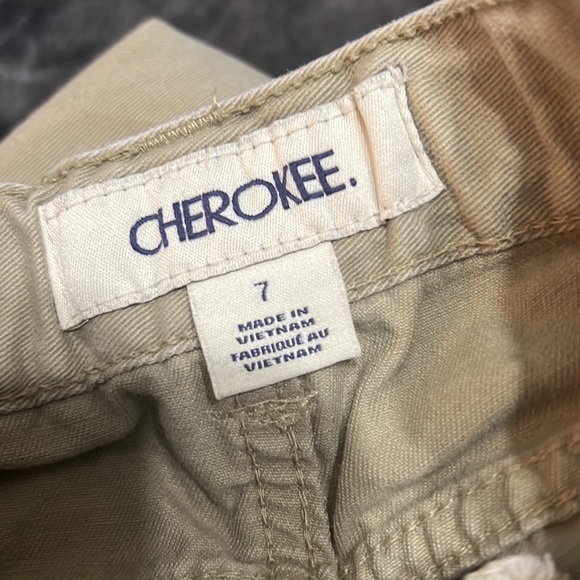 CHEROKEE.
7
MADE IN
VIETNAM
FABRIQUÉ AU
VIETNAM